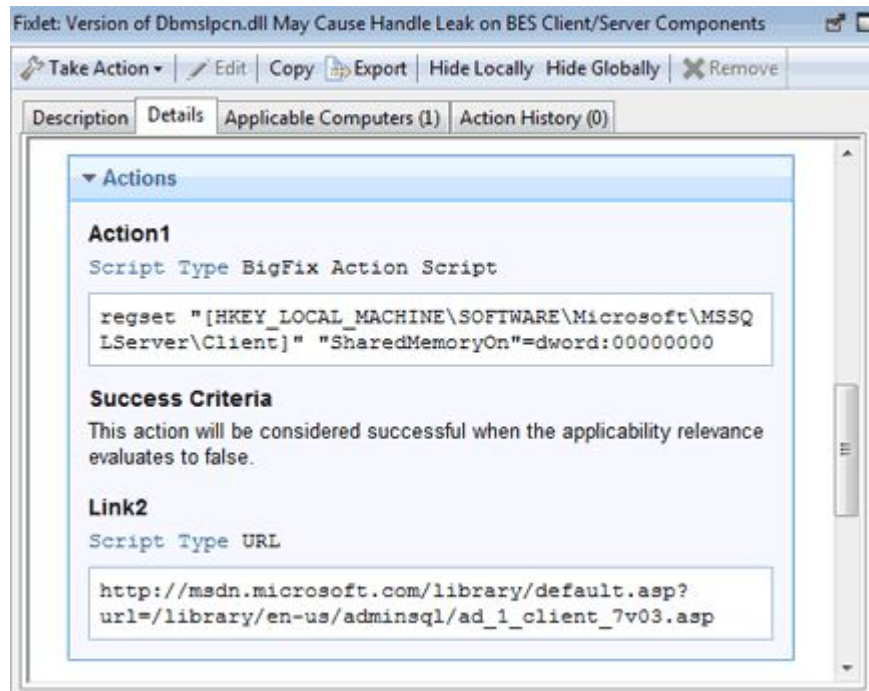 Fixlet: Version of Dbmslpcn.dll May Cause Handle Leak on BES Client/Server Components
Take Action Edit Copy Export Hide Locally Hide Globally Remove
Description Details Applicable Computers (1) Action History (0)
Actions
Action1
Script Type BigFix Action Script
regset "[HKEY_LOCAL_MACHINE\SOFTWARE\Microsoft\MSSQ
LServer\Client]" "SharedMemoryOn"=dword:00000000
Success Criteria
This action will be considered successful when the applicability relevance
evaluates to false.
Link2
Script Type URL
http://msdn.microsoft.com/library/default.asp?
url=/library/en-us/adminsql/ad_1_client_7v03.asp